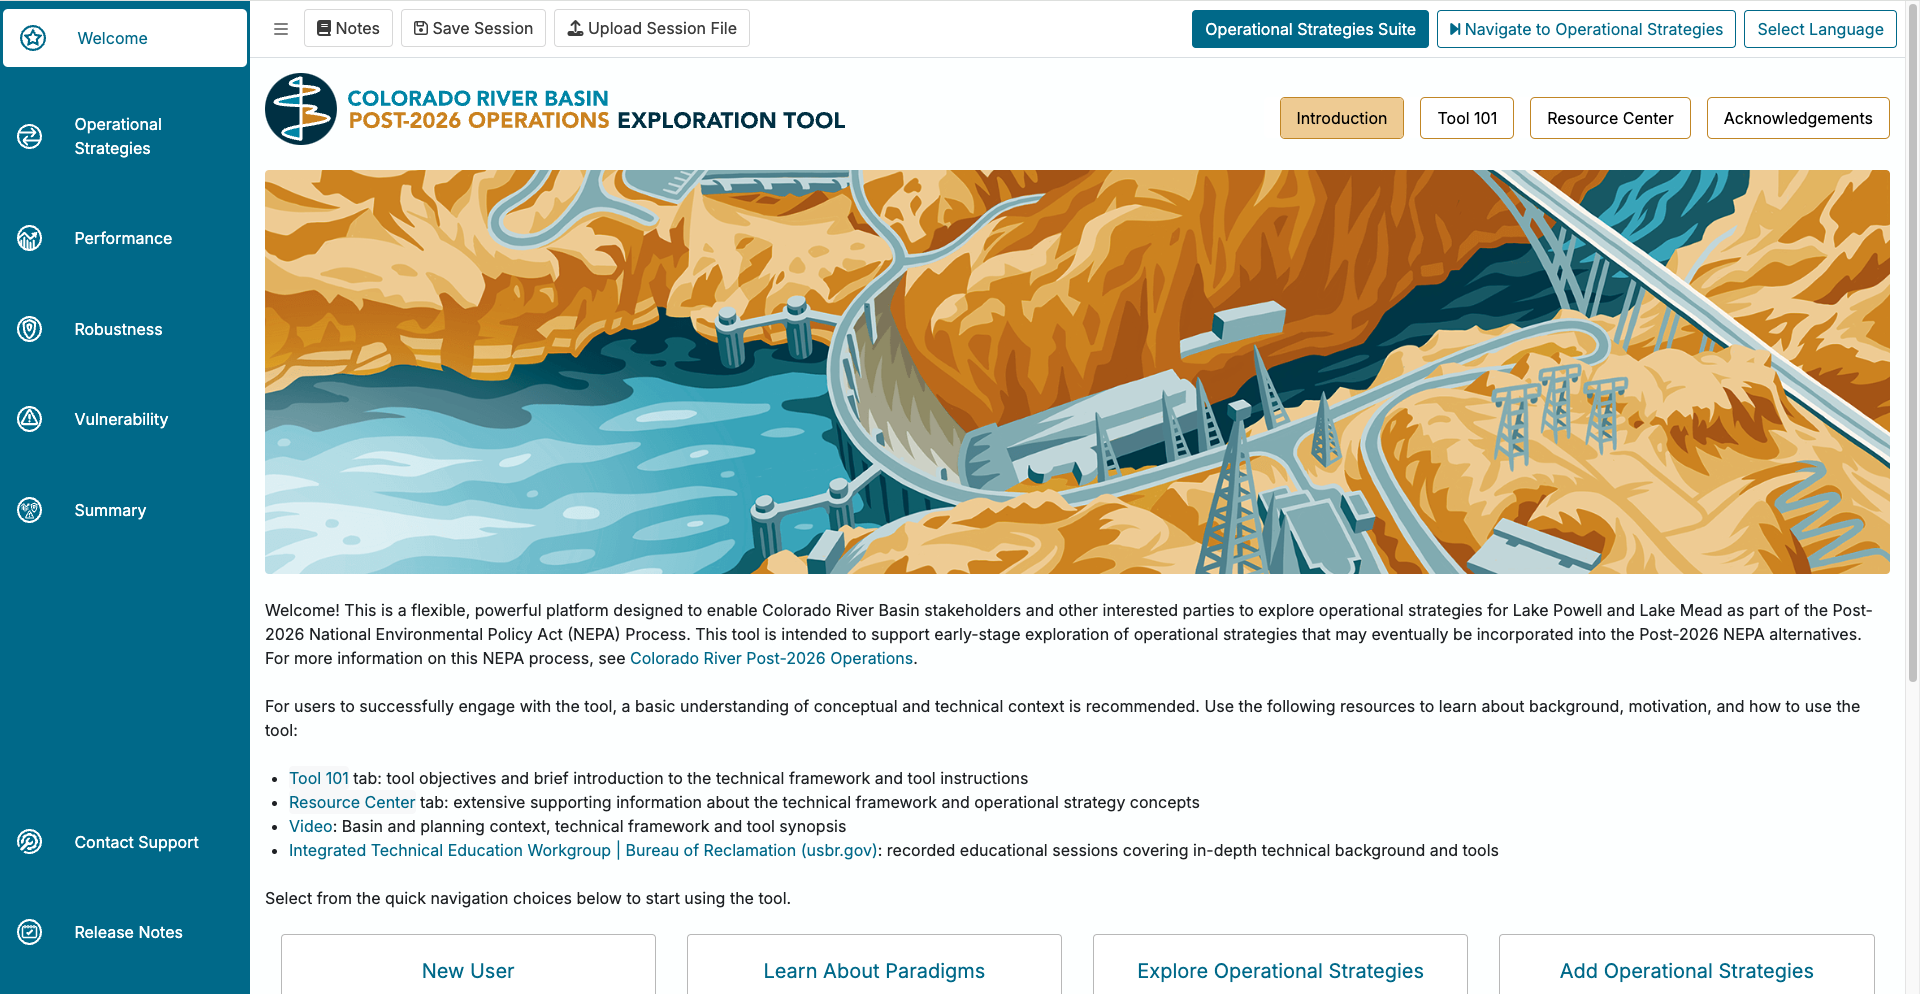 Welcome
Operational
Strategies
Performance
Robustness
Vulnerability
Summary
Contact Support
Release Notes
Notes
Save Session
Upload Session File
Operational Strategies Suite
Navigate to Operational Strategies
Select Language
COLORADO RIVER BASIN
POST-2026 OPERATIONS EXPLORATION TOOL
Introduction
Tool 101
Resource Center
Acknowledgements
Welcome! This is a flexible, powerful platform designed to enable Colorado River Basin stakeholders and other interested parties to explore operational strategies for Lake Powell and Lake Mead as part of the Post-
2026 National Environmental Policy Act (NEPA) Process. This tool is intended to support early-stage exploration of operational strategies that may eventually be incorporated into the Post-2026 NEPA alternatives.
For more information on this NEPA process, see Colorado River Post-2026 Operations.
For users to successfully engage with the tool, a basic understanding of conceptual and technical context is recommended. Use the following resources to learn about background, motivation, and how to use the
tool:
• Tool 101 tab: tool objectives and brief introduction to the technical framework and tool instructions
• Resource Center tab: extensive supporting information about the technical framework and operational strategy concepts
• Video: Basin and planning context, technical framework and tool synopsis
• Integrated Technical Education Workgroup | Bureau of Reclamation (usbr.gov): recorded educational sessions covering in-depth technical background and tools
Select from the quick navigation choices below to start using the tool.
New User
Learn About Paradigms
Explore Operational Strategies
Add Operational Strategies